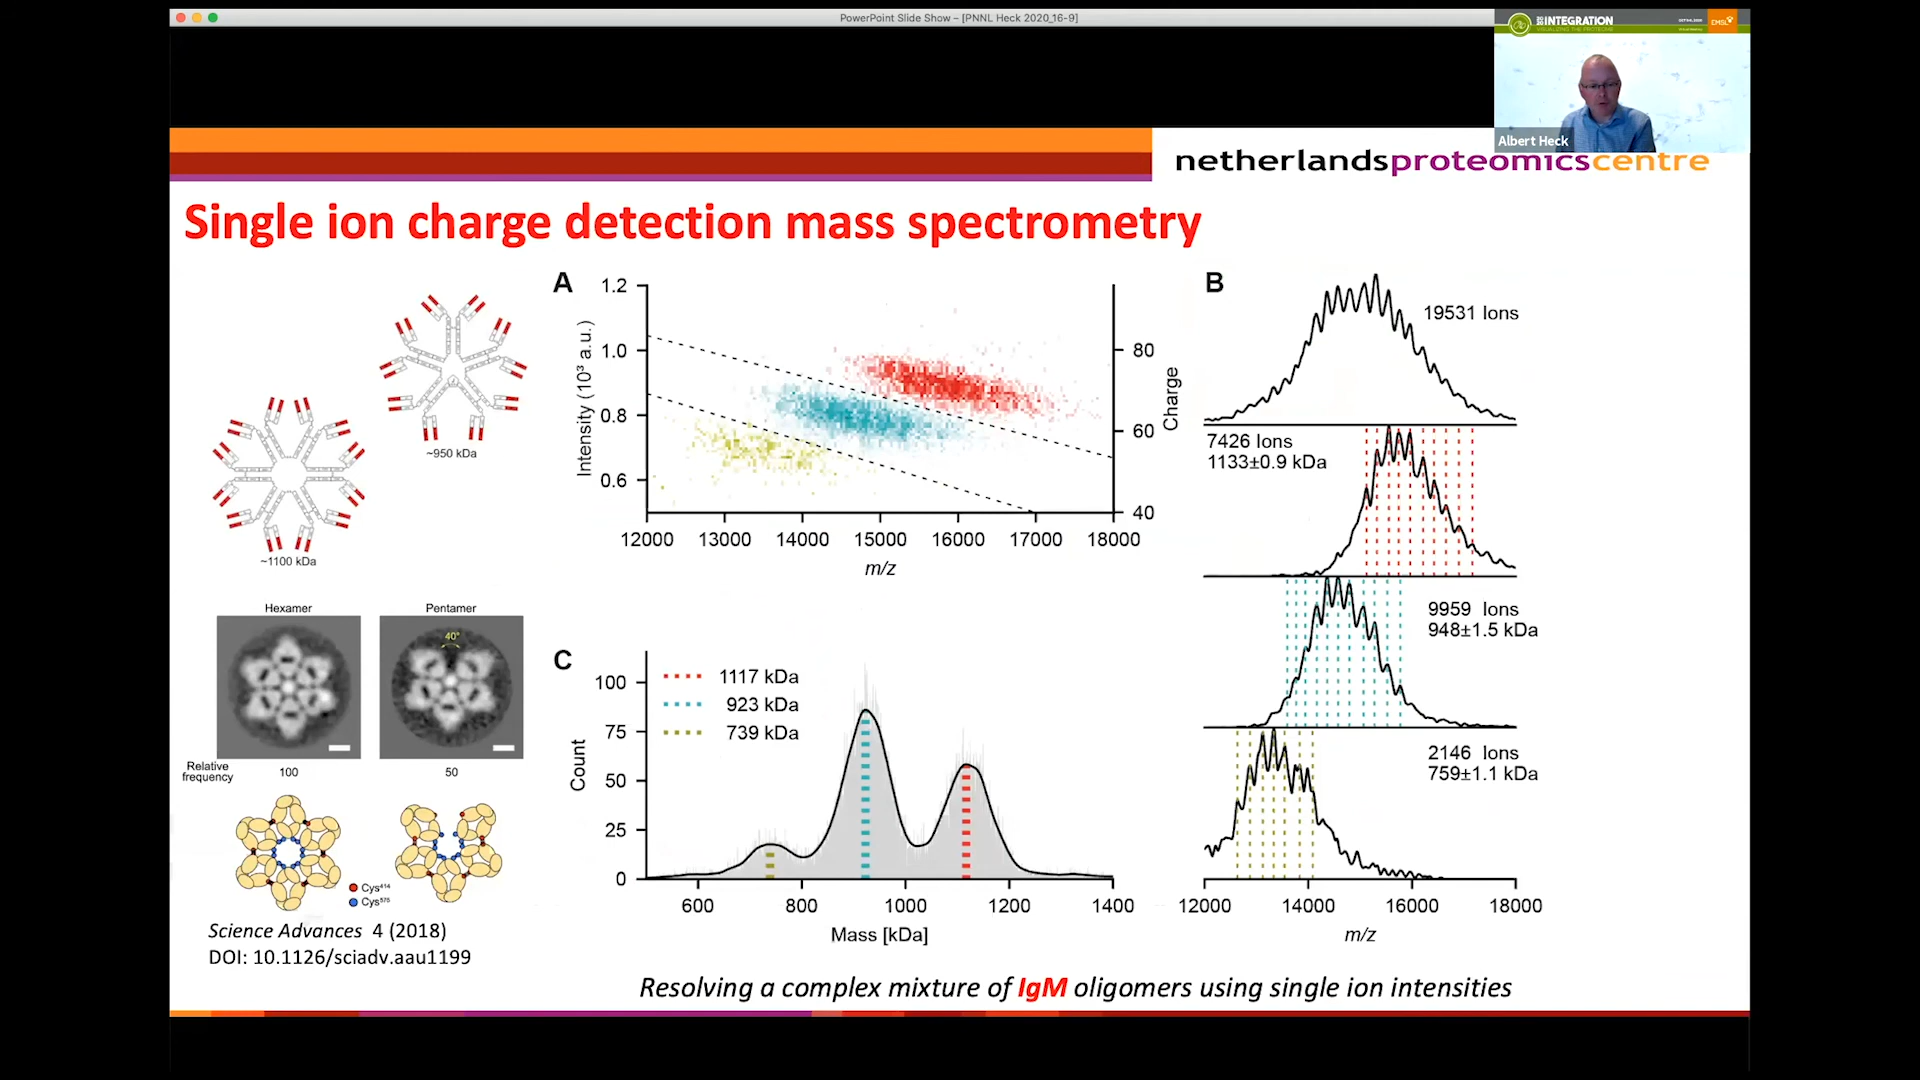 PowerPoint Slide Show – [PNNL Heck 2020_16-9]
INTEGRATION
VISUALIZING THE PROTEOME
EMSL
Albert Heck
netherlandsproteomicscentre
Single ion charge detection mass spectrometry
~950 kDa
~1100 kDa
Hexamer
Pentamer
40°
Relative frequency
100
50
Cys⁴¹⁴
Cys⁵⁷⁵
Science Advances 4 (2018)
DOI: 10.1126/sciadv.aau1199
A
Intensity (10³ a.u.)
1.2
1.0
0.8
0.6
Charge
80
60
40
12000 13000 14000 15000 16000 17000 18000
m/z
B
19531 Ions
7426 Ions
1133±0.9 kDa
9959 Ions
948±1.5 kDa
2146 Ions
759±1.1 kDa
12000 14000 16000 18000
m/z
C
Count
100
75
50
25
0
1117 kDa
923 kDa
739 kDa
600 800 1000 1200 1400
Mass [kDa]
Resolving a complex mixture of IgM oligomers using single ion intensities